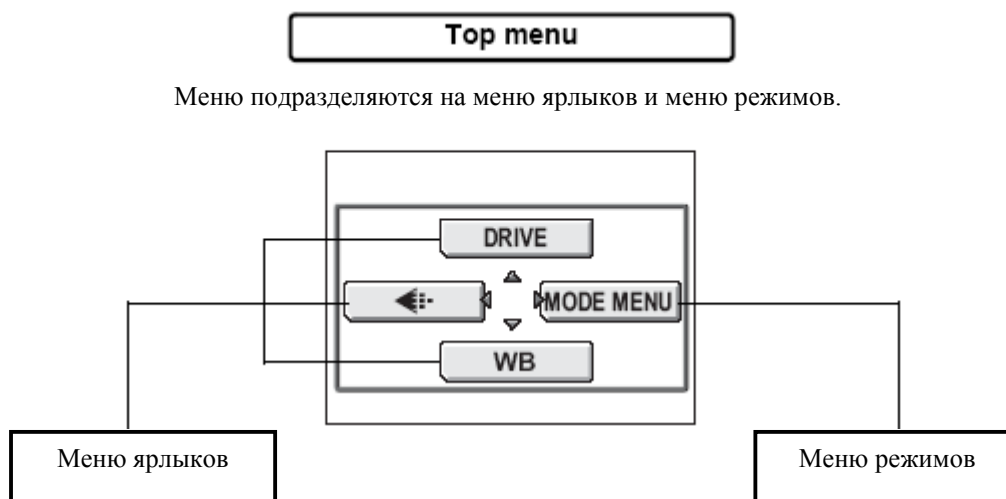 Top menu
Меню подразделяются на меню ярлыков и меню режимов.
DRIVE
MODE MENU
WB
Меню ярлыков
Меню режимов